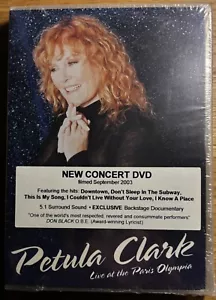 NEW CONCERT DVD
filmed September 2003
Featuring the hits: Downtown, Don't Sleep In The Subway,
This is My Song, I Couldn't Live Without Your Love, I Know A Place
5.1 Surround Sound • EXCLUSIVE Backstage Documentary
"One of the world's most respected, revered and consummate performers"
DON BLACK O.B.E. (Award-winning Lyricist)
Petula Clark
Live at the Paris Olympia